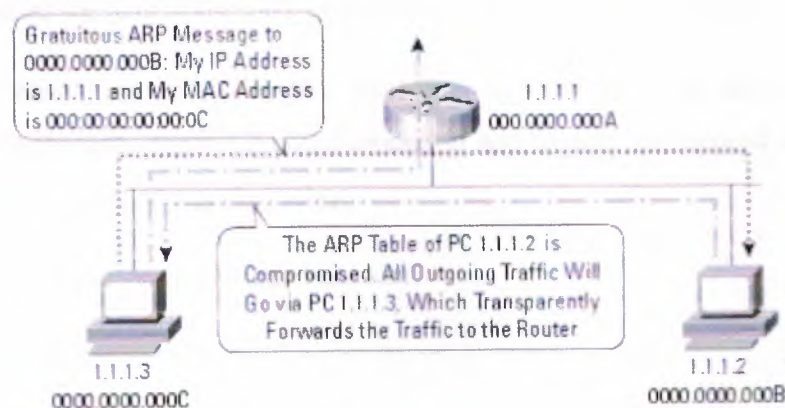 Gratuitous ARP Message to
0000.0000.000B: My IP Address
is 1.1.1.1 and My MAC Address
is 000:00:00:00:00:0C
1.1.1.1
000.0000.000A
The ARP Table of PC 1.1.1.2 is
Compromised. All Outgoing Traffic Will
Go via PC 1.1.1.3, Which Transparently
Forwards the Traffic to the Router
1.1.1.3
0000.0000.000C
1.1.1.2
0000.0000.000B